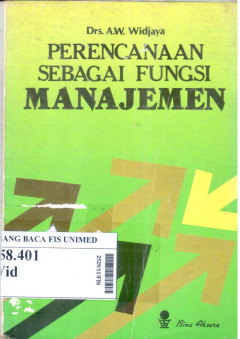 Drs. A.W. Widjaya
PERENCANAAN
SEBAGAI FUNGSI
MANAJEMEN
ANG BACA FIS UNIMED
58.401
Vid
Bina Aksara